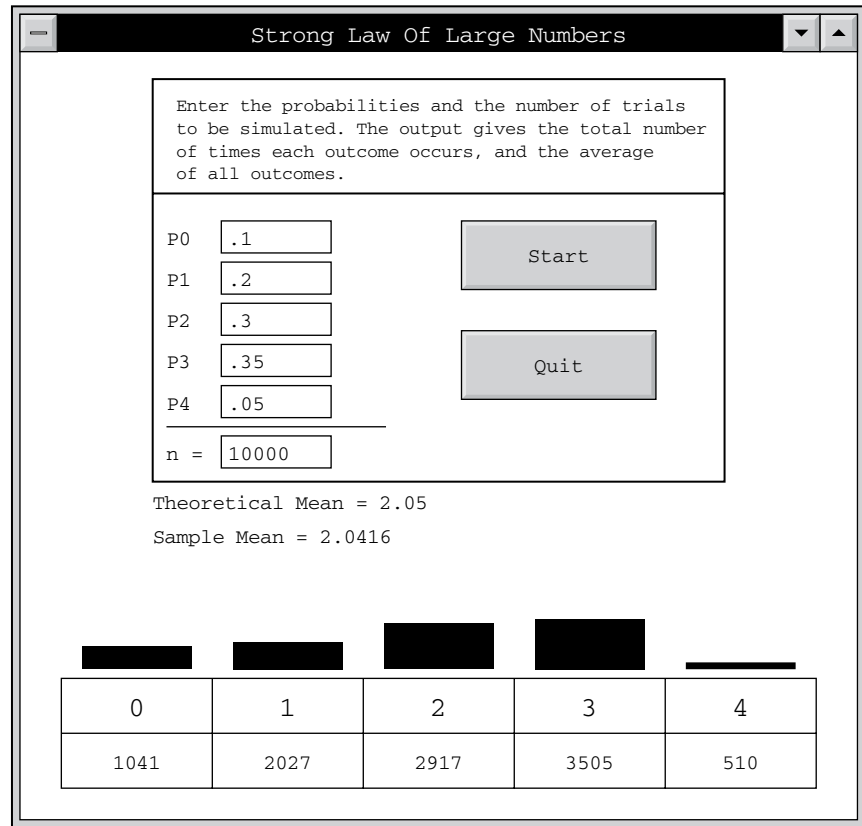 Strong Law Of Large Numbers
Enter the probabilities and the number of trials
to be simulated. The output gives the total number
of times each outcome occurs, and the average
of all outcomes.
P0 .1
P1 .2
P2 .3
P3 .35
P4 .05
n = 10000
Start
Quit
Theoretical Mean = 2.05
Sample Mean = 2.0416
0 1 2 3 4
1041 2027 2917 3505 510